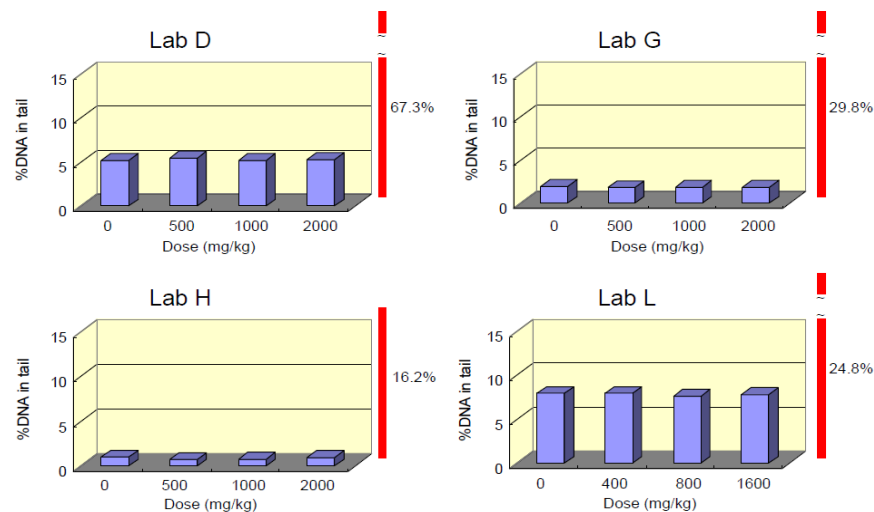 Lab D
~
~
15
10
5
0
%DNA in tail
67.3%
0 500 1000 2000
Dose (mg/kg)
Lab G
~
~
15
10
5
0
%DNA in tail
29.8%
0 500 1000 2000
Dose (mg/kg)
Lab H
15
10
5
0
%DNA in tail
16.2%
0 500 1000 2000
Dose (mg/kg)
Lab L
~
~
15
10
5
0
%DNA in tail
24.8%
0 400 800 1600
Dose (mg/kg)